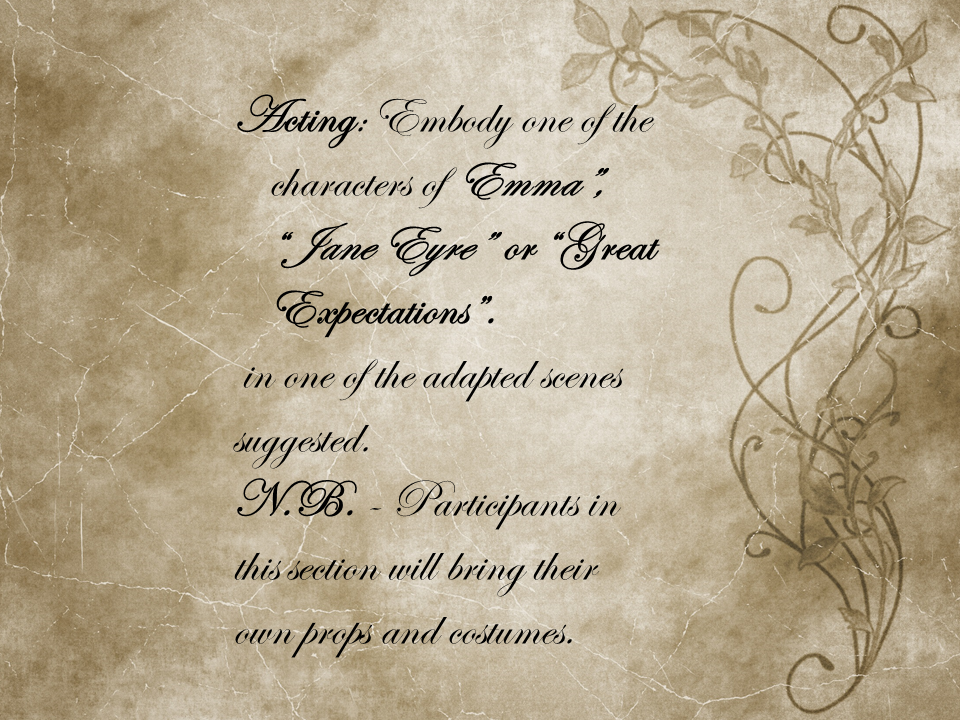 Acting: Embody one of the
characters of Emma”,
“Jane Eyre” or “Great
Expectations”.
in one of the adapted scenes
suggested.
N.B. - Participants in
this section will bring their
own props and costumes.